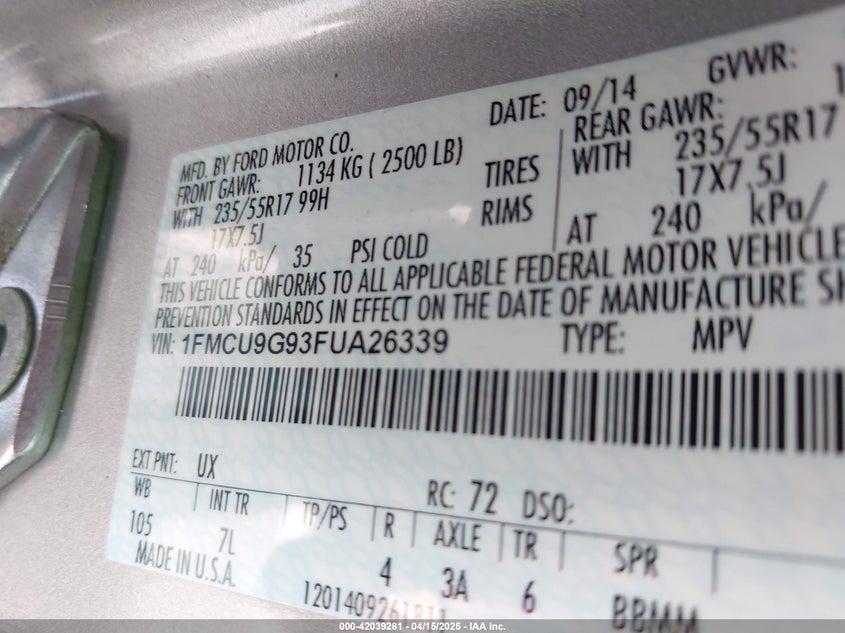 DATE: 09/14 GVWR:
MFD. BY FORD MOTOR CO.
FRONT GAWR: 1134 KG ( 2500 LB) REAR GAWR:
WITH 235/55R17 99H TIRES WITH 235/55R17
17X7.5J RIMS 17X7.5J
AT 240 kPa/ 35 PSI COLD AT 240 kPa/
THIS VEHICLE CONFORMS TO ALL APPLICABLE FEDERAL MOTOR VEHICLE
PREVENTION STANDARDS IN EFFECT ON THE DATE OF MANUFACTURE SH
VIN: 1FMCU9G93FUA26339 TYPE: MPV
EXT PNT: UX RC: 72 DSO:
WB INT TR TP/PS R AXLE TR SPR
105 7L 4 3A 6 BBMM
MADE IN U.S.A.
000-42039281 - 04/15/2025 - IAA Inc.